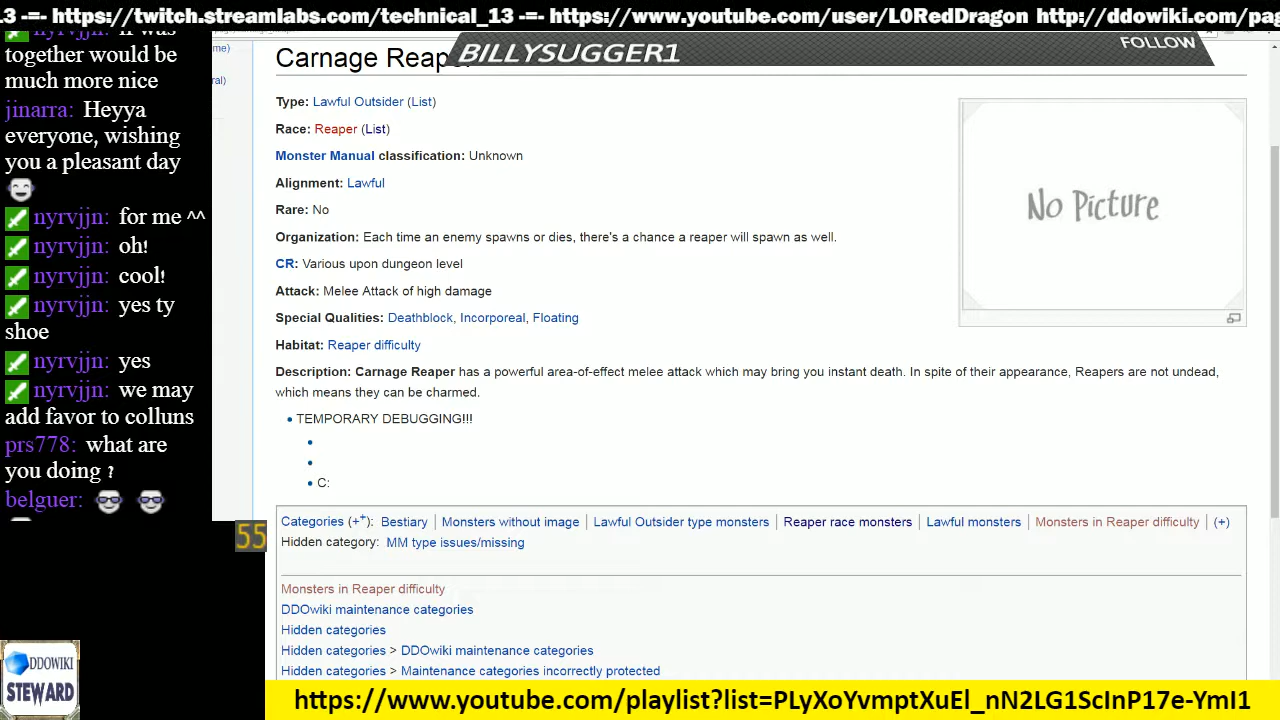 13 -=- https://twitch.streamlabs.com/technical_13 -=- https://www.youtube.com/user/L0RedDragon http://ddowiki.com/pag
together would be
much more nice
jinarra: Heyya
everyone, wishing
you a pleasant day
nyrvjjn: for me ^^
nyrvjjn: oh!
nyrvjjn: cool!
nyrvjjn: yes ty
shoe
nyrvjjn: yes
nyrvjjn: we may
add favor to colluns
prs778: what are
you doing ?
belguer:
DDOWIKI
STEWARD
55
BILLYSUGGER1
FOLLOW
Carnage Reaper
Type: Lawful Outsider (List)
Race: Reaper (List)
Monster Manual classification: Unknown
Alignment: Lawful
Rare: No
Organization: Each time an enemy spawns or dies, there's a chance a reaper will spawn as well.
CR: Various upon dungeon level
Attack: Melee Attack of high damage
Special Qualities: Deathblock, Incorporeal, Floating
Habitat: Reaper difficulty
Description: Carnage Reaper has a powerful area-of-effect melee attack which may bring you instant death. In spite of their appearance, Reapers are not undead,
which means they can be charmed.
• TEMPORARY DEBUGGING!!!
•
•
• C:
No Picture
Categories (+⁺): Bestiary | Monsters without image | Lawful Outsider type monsters | Reaper race monsters | Lawful monsters | Monsters in Reaper difficulty | (+)
Hidden category: MM type issues/missing
Monsters in Reaper difficulty
DDOwiki maintenance categories
Hidden categories
Hidden categories > DDOwiki maintenance categories
Hidden categories > Maintenance categories incorrectly protected
https://www.youtube.com/playlist?list=PLyXoYvmptXuEl_nN2LG1ScInP17e-YmI1